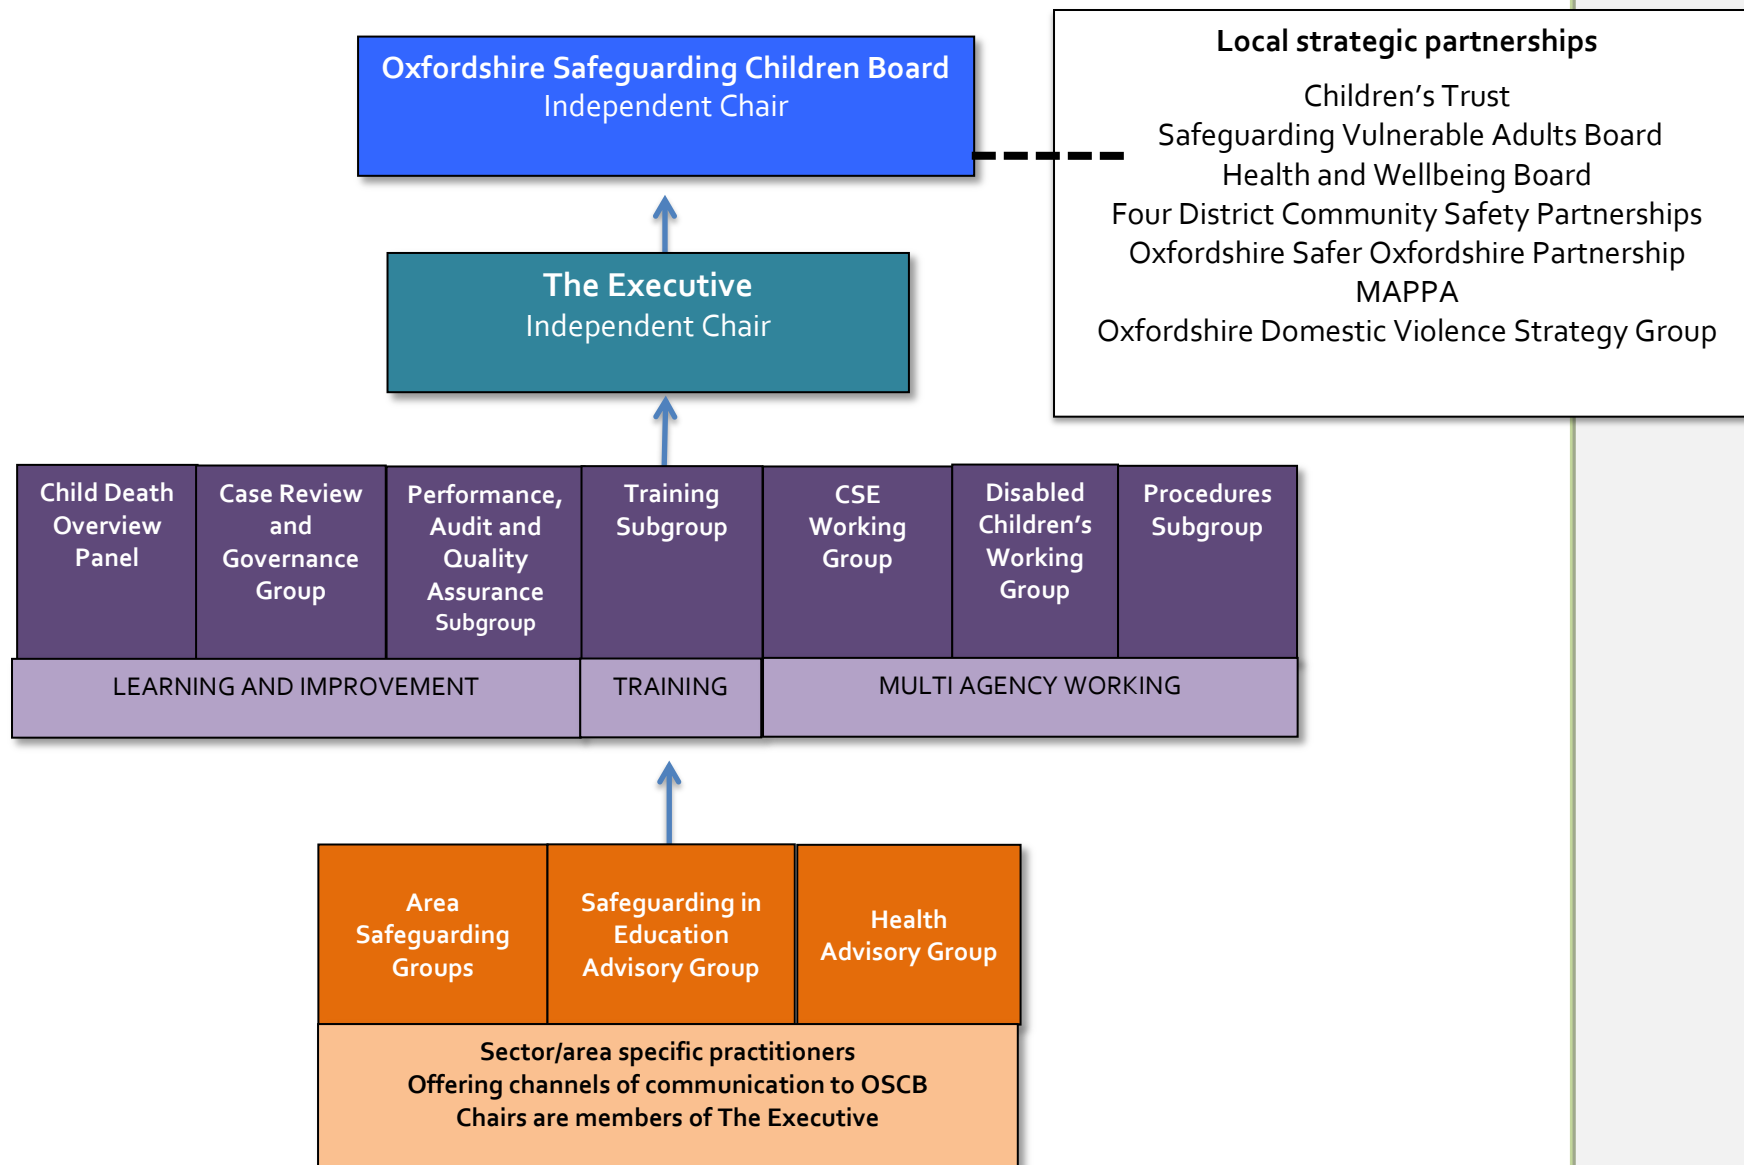 Oxfordshire Safeguarding Children Board
Independent Chair
Local strategic partnerships
Children’s Trust
Safeguarding Vulnerable Adults Board
Health and Wellbeing Board
Four District Community Safety Partnerships
Oxfordshire Safer Oxfordshire Partnership
MAPPA
Oxfordshire Domestic Violence Strategy Group
The Executive
Independent Chair
Child Death
Overview
Panel
Case Review
and
Governance
Group
Performance,
Audit and
Quality
Assurance
Subgroup
Training
Subgroup
CSE
Working
Group
Disabled
Children’s
Working
Group
Procedures
Subgroup
LEARNING AND IMPROVEMENT
TRAINING
MULTI AGENCY WORKING
Area
Safeguarding
Groups
Safeguarding in
Education
Advisory Group
Health
Advisory Group
Sector/area specific practitioners
Offering channels of communication to OSCB
Chairs are members of The Executive